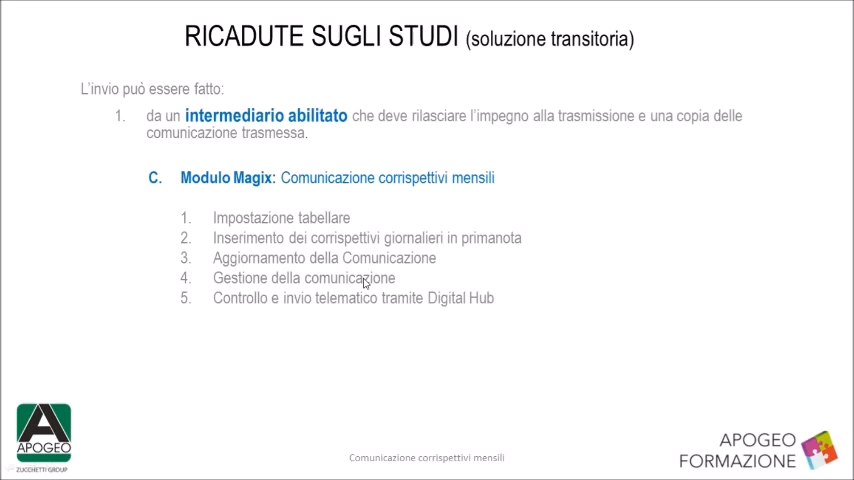 RICADUTE SUGLI STUDI (soluzione transitoria)
L'invio può essere fatto:
1. da un intermediario abilitato che deve rilasciare l'impegno alla trasmissione e una copia delle
comunicazione trasmessa.
C. Modulo Magix: Comunicazione corrispettivi mensili
1. Impostazione tabellare
2. Inserimento dei corrispettivi giornalieri in primanota
3. Aggiornamento della Comunicazione
4. Gestione della comunicazione
5. Controllo e invio telematico tramite Digital Hub
A
APOGEO
ZUCCHETTI GROUP
Comunicazione corrispettivi mensili
APOGEO
FORMAZIONE